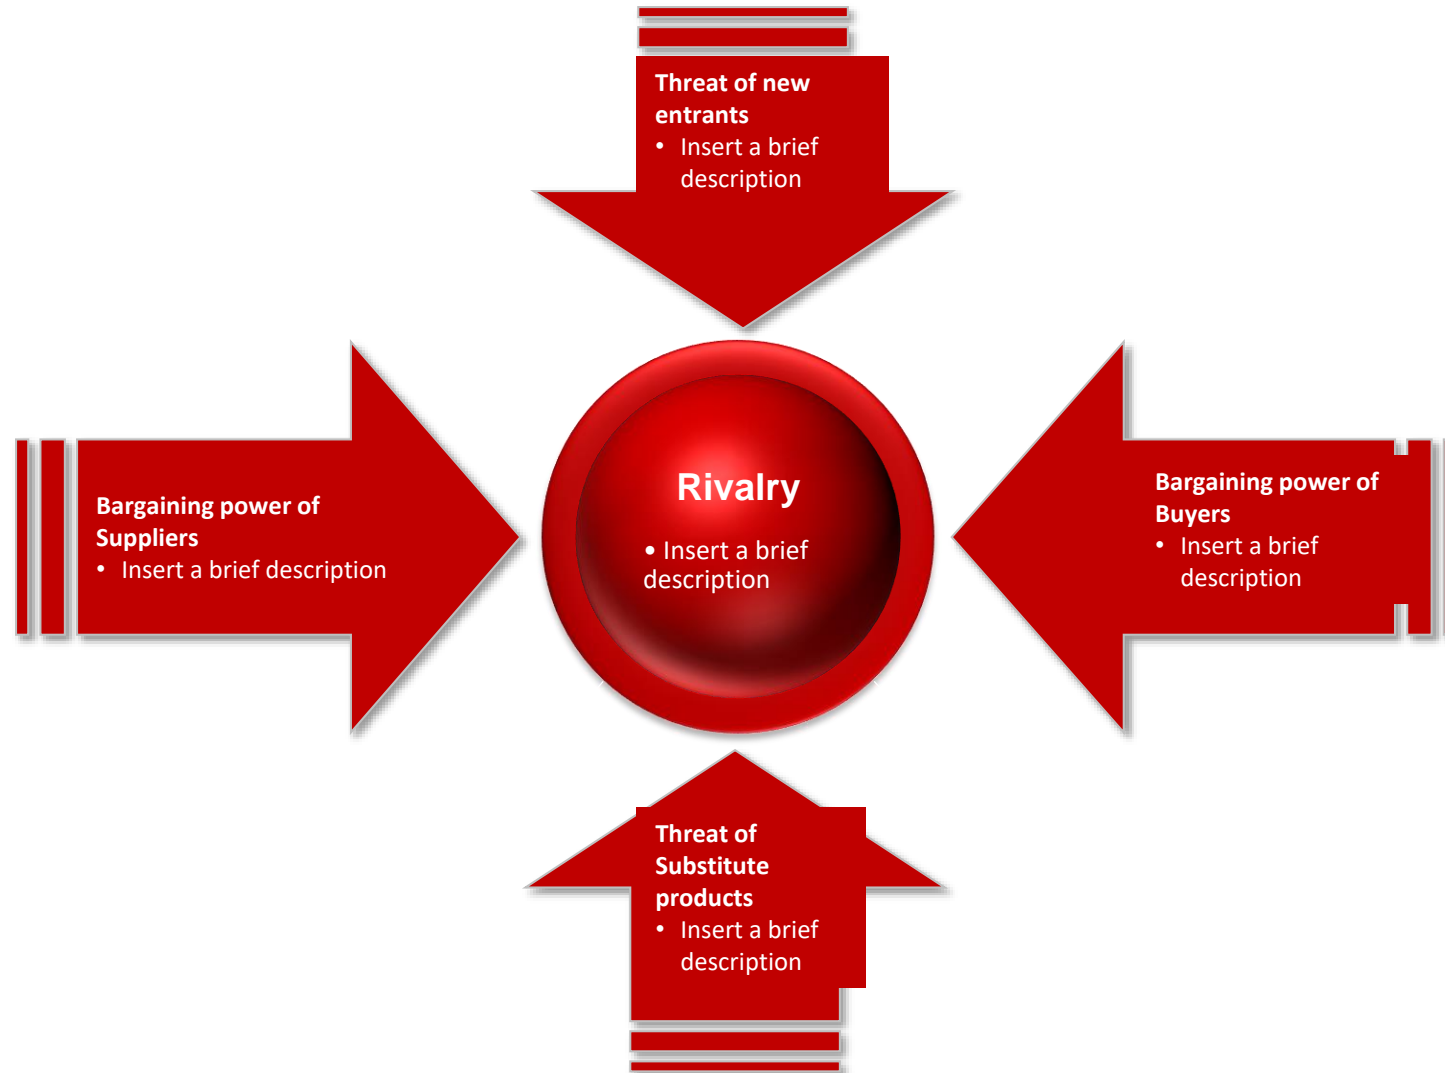 Threat of new
entrants
• Insert a brief
description
Bargaining power of
Suppliers
• Insert a brief description
Rivalry
• Insert a brief
description
Bargaining power of
Buyers
• Insert a brief
description
Threat of
Substitute
products
• Insert a brief
description